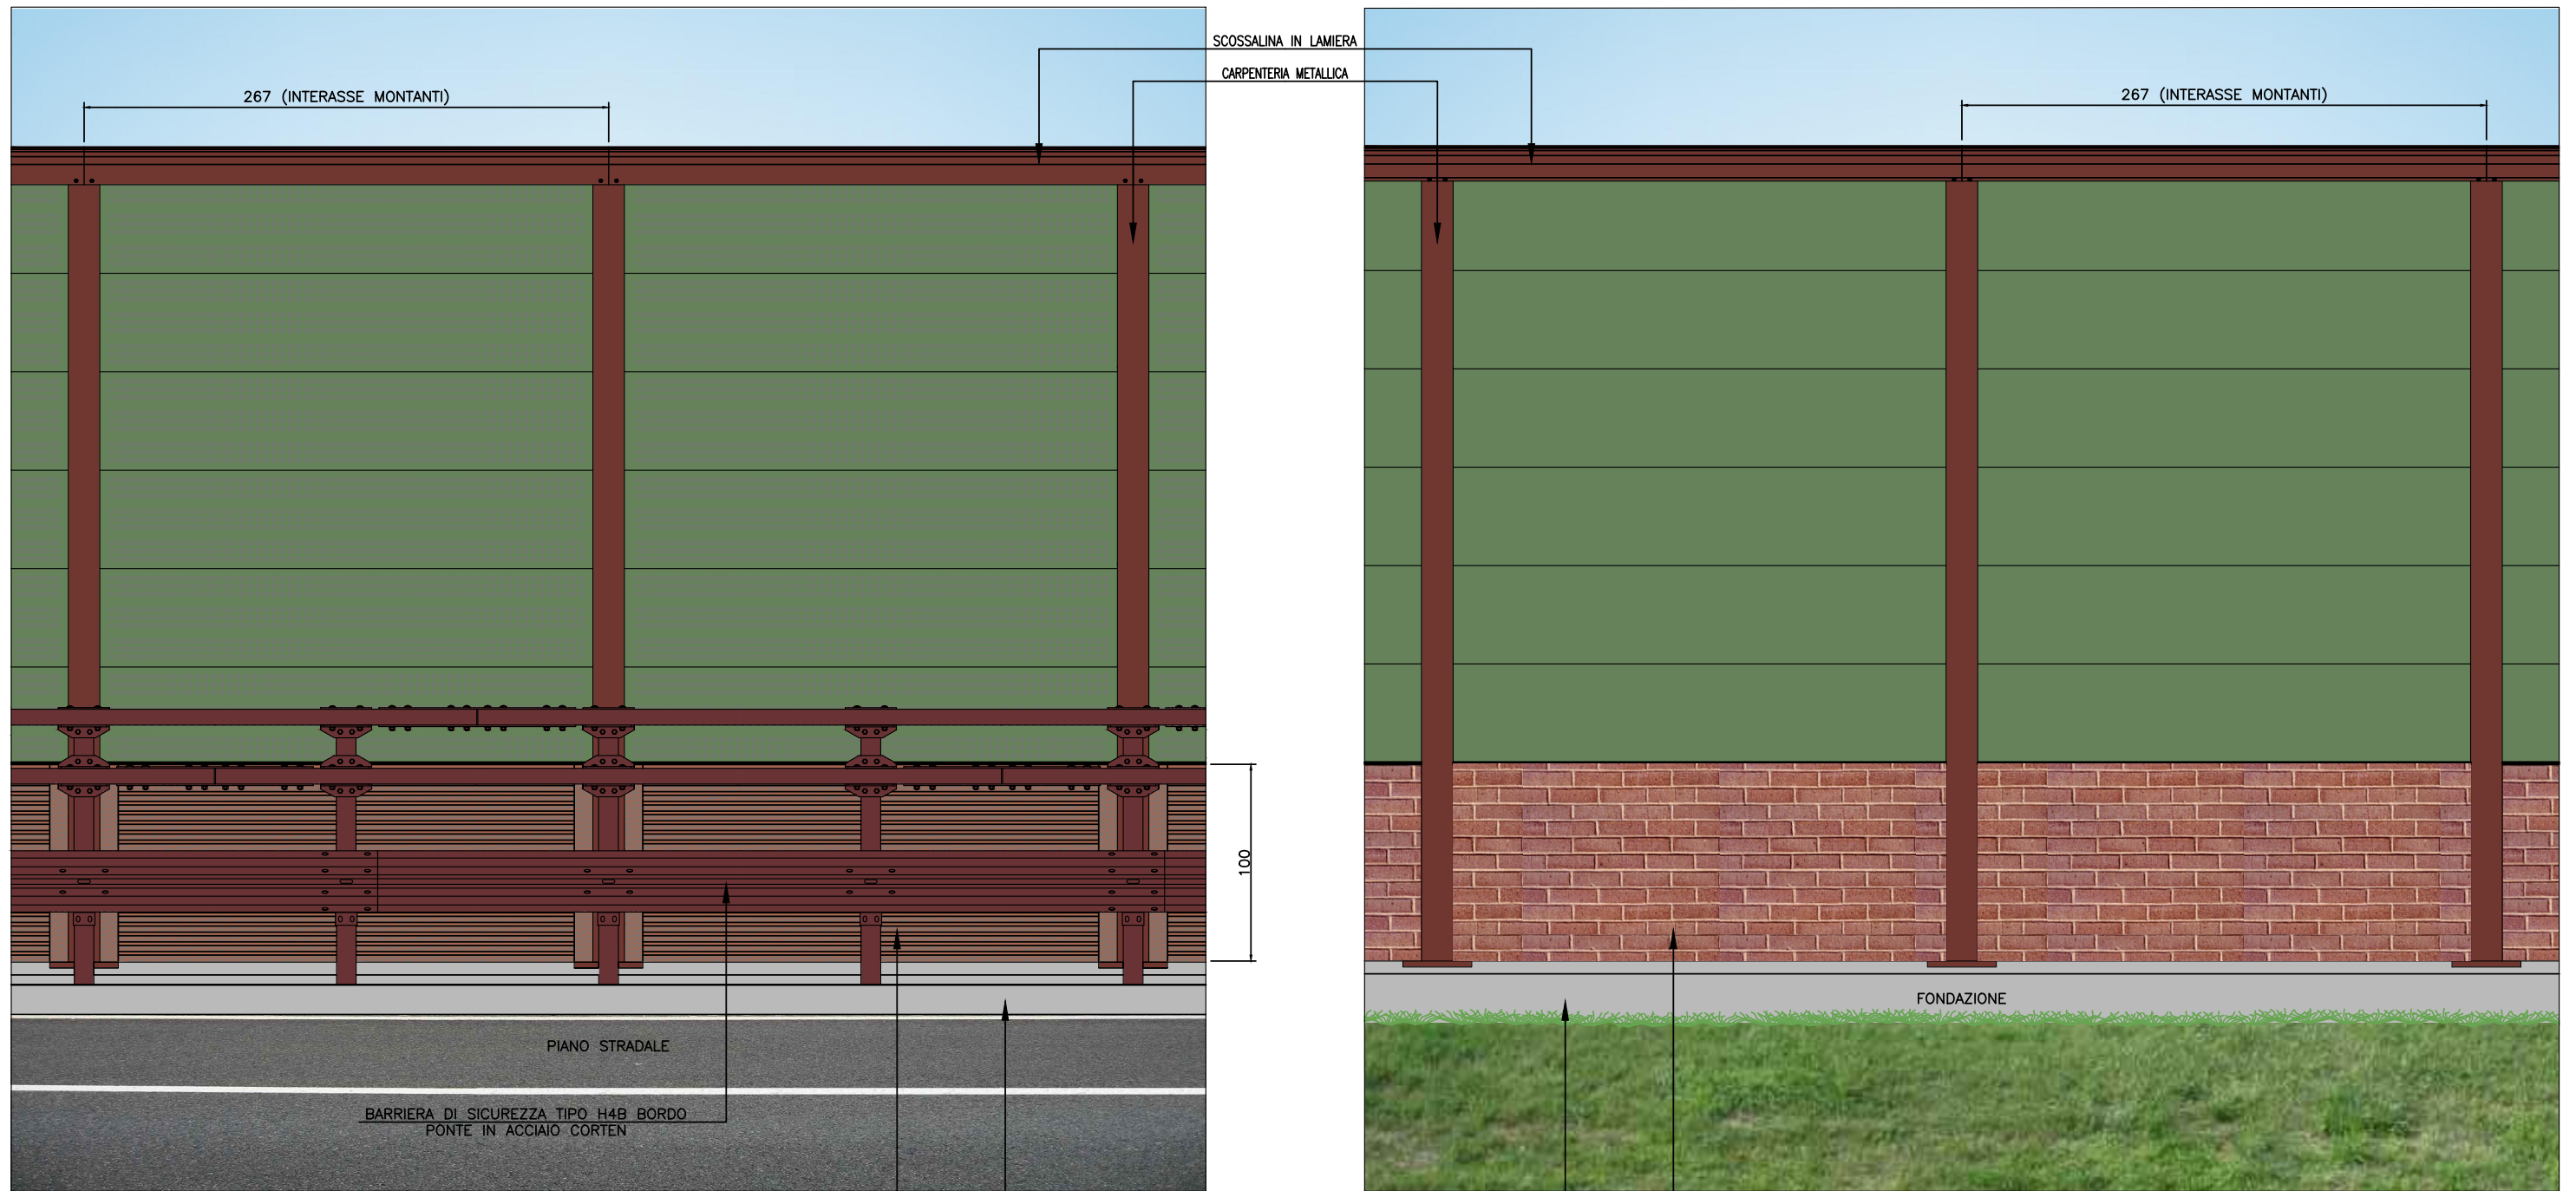 SCOSSALINA IN LAMIERA
CARPENTERIA METALLICA
267 (INTERASSE MONTANTI)
267 (INTERASSE MONTANTI)
100
FONDAZIONE
PIANO STRADALE
BARRIERA DI SICUREZZA TIPO H4B BORDO
PONTE IN ACCIAIO CORTEN